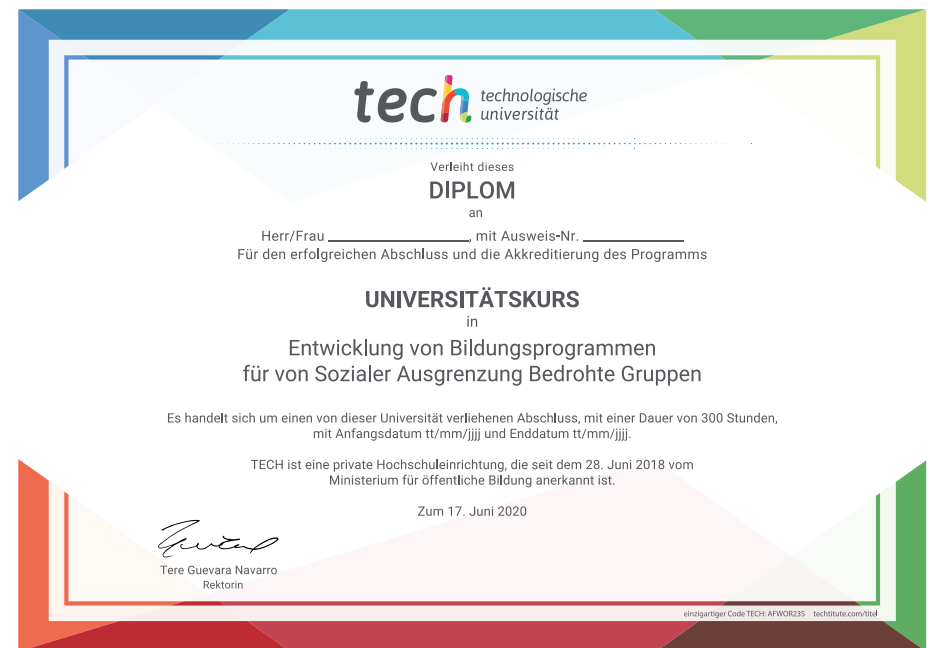 tech technologische
universität
Verleiht dieses
DIPLOM
an
Herr/Frau ____________________, mit Ausweis-Nr. ______________
Für den erfolgreichen Abschluss und die Akkreditierung des Programms
UNIVERSITÄTSKURS
in
Entwicklung von Bildungsprogrammen
für von Sozialer Ausgrenzung Bedrohte Gruppen
Es handelt sich um einen von dieser Universität verliehenen Abschluss, mit einer Dauer von 300 Stunden,
mit Anfangsdatum tt/mm/jjjj und Enddatum tt/mm/jjjj.
TECH ist eine private Hochschuleinrichtung, die seit dem 28. Juni 2018 vom
Ministerium für öffentliche Bildung anerkannt ist.
Zum 17. Juni 2020
Tere Guevara Navarro
Rektorin
einzigartiger Code TECH: AFWOR23S techtitute.com/titel